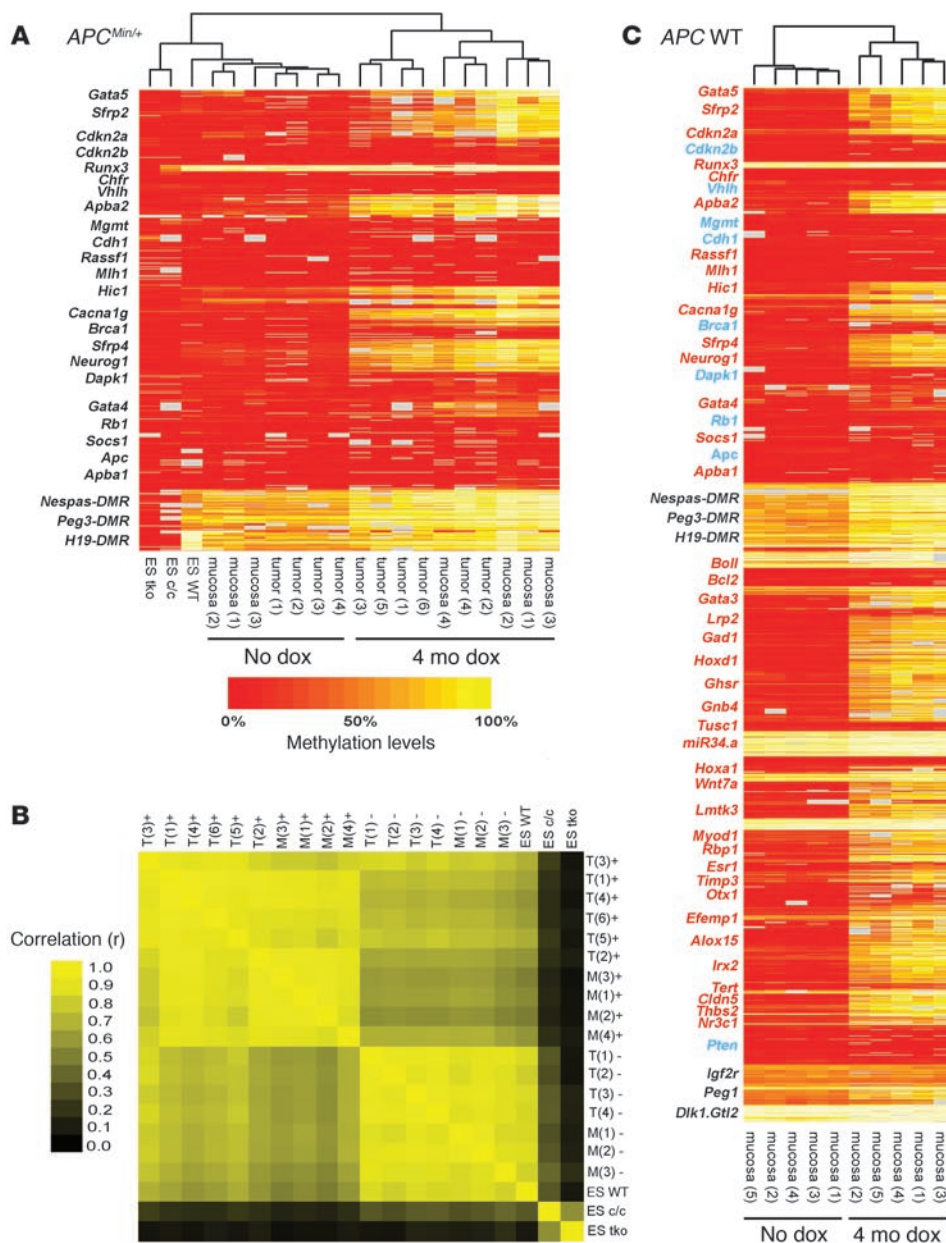 A
APC^Min/+
Gata5
Sfrp2
Cdkn2a
Cdkn2b
Runx3
Chfr
Vhlh
Apba2
Mgmt
Cdh1
Rassf1
Mlh1
Hic1
Cacna1g
Brca1
Sfrp4
Neurog1
Dapk1
Gata4
Rb1
Socs1
Apc
Apba1
Nespas-DMR
Peg3-DMR
H19-DMR
ES tko
ES c/c
ES WT
mucosa (2)
mucosa (1)
mucosa (3)
tumor (1)
tumor (2)
tumor (3)
tumor (4)
tumor (3)
tumor (5)
tumor (1)
tumor (6)
mucosa (4)
tumor (4)
tumor (2)
mucosa (2)
mucosa (1)
mucosa (3)
No dox
4 mo dox
0%
50%
100%
Methylation levels
B
T(3)+
T(1)+
T(4)+
T(6)+
T(5)+
T(2)+
M(3)+
M(1)+
M(2)+
M(4)+
T(1) -
T(2) -
T(3) -
T(4) -
M(1) -
M(2) -
M(3) -
ES WT
ES c/c
ES tko
T(3)+
T(1)+
T(4)+
T(6)+
T(5)+
T(2)+
M(3)+
M(1)+
M(2)+
M(4)+
T(1) -
T(2) -
T(3) -
T(4) -
M(1) -
M(2) -
M(3) -
ES WT
ES c/c
ES tko
Correlation (r)
1.0
0.9
0.8
0.7
0.6
0.5
0.4
0.3
0.2
0.1
0.0
C
APC WT
Gata5
Sfrp2
Cdkn2a
Cdkn2b
Runx3
Chfr
Vhlh
Apba2
Mgmt
Cdh1
Rassf1
Mlh1
Hic1
Cacna1g
Brca1
Sfrp4
Neurog1
Dapk1
Gata4
Rb1
Socs1
Apc
Apba1
Nespas-DMR
Peg3-DMR
H19-DMR
Boll
Bcl2
Gata3
Lrp2
Gad1
Hoxd1
Ghsr
Gnb4
Tusc1
miR34.a
Hoxa1
Wnt7a
Lmtk3
Myod1
Rbp1
Esr1
Timp3
Otx1
Efemp1
Alox15
Irx2
Tert
Cldn5
Thbs2
Nr3c1
Pten
Igf2r
Peg1
Dlk1.Gtl2
mucosa (5)
mucosa (2)
mucosa (4)
mucosa (3)
mucosa (1)
mucosa (2)
mucosa (5)
mucosa (4)
mucosa (1)
mucosa (3)
No dox
4 mo dox